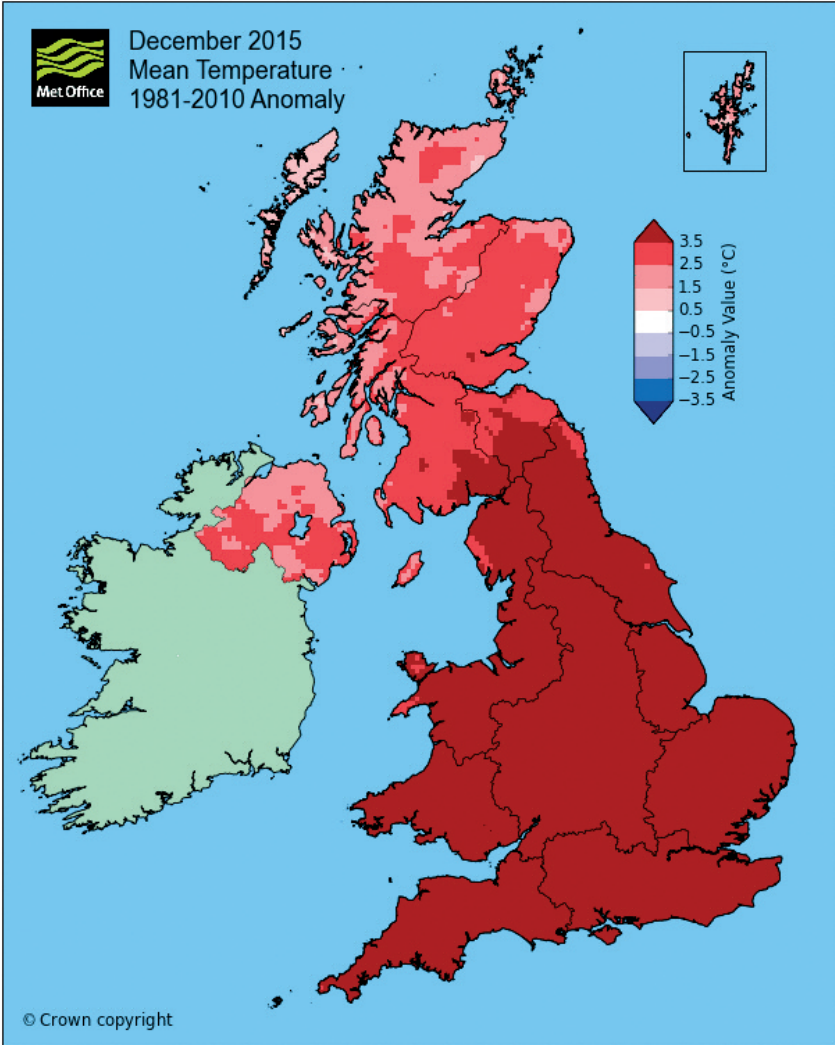 Met Office
December 2015
Mean Temperature
1981-2010 Anomaly
3.5
2.5
1.5
0.5
−0.5
−1.5
−2.5
−3.5
Anomaly Value (°C)
© Crown copyright